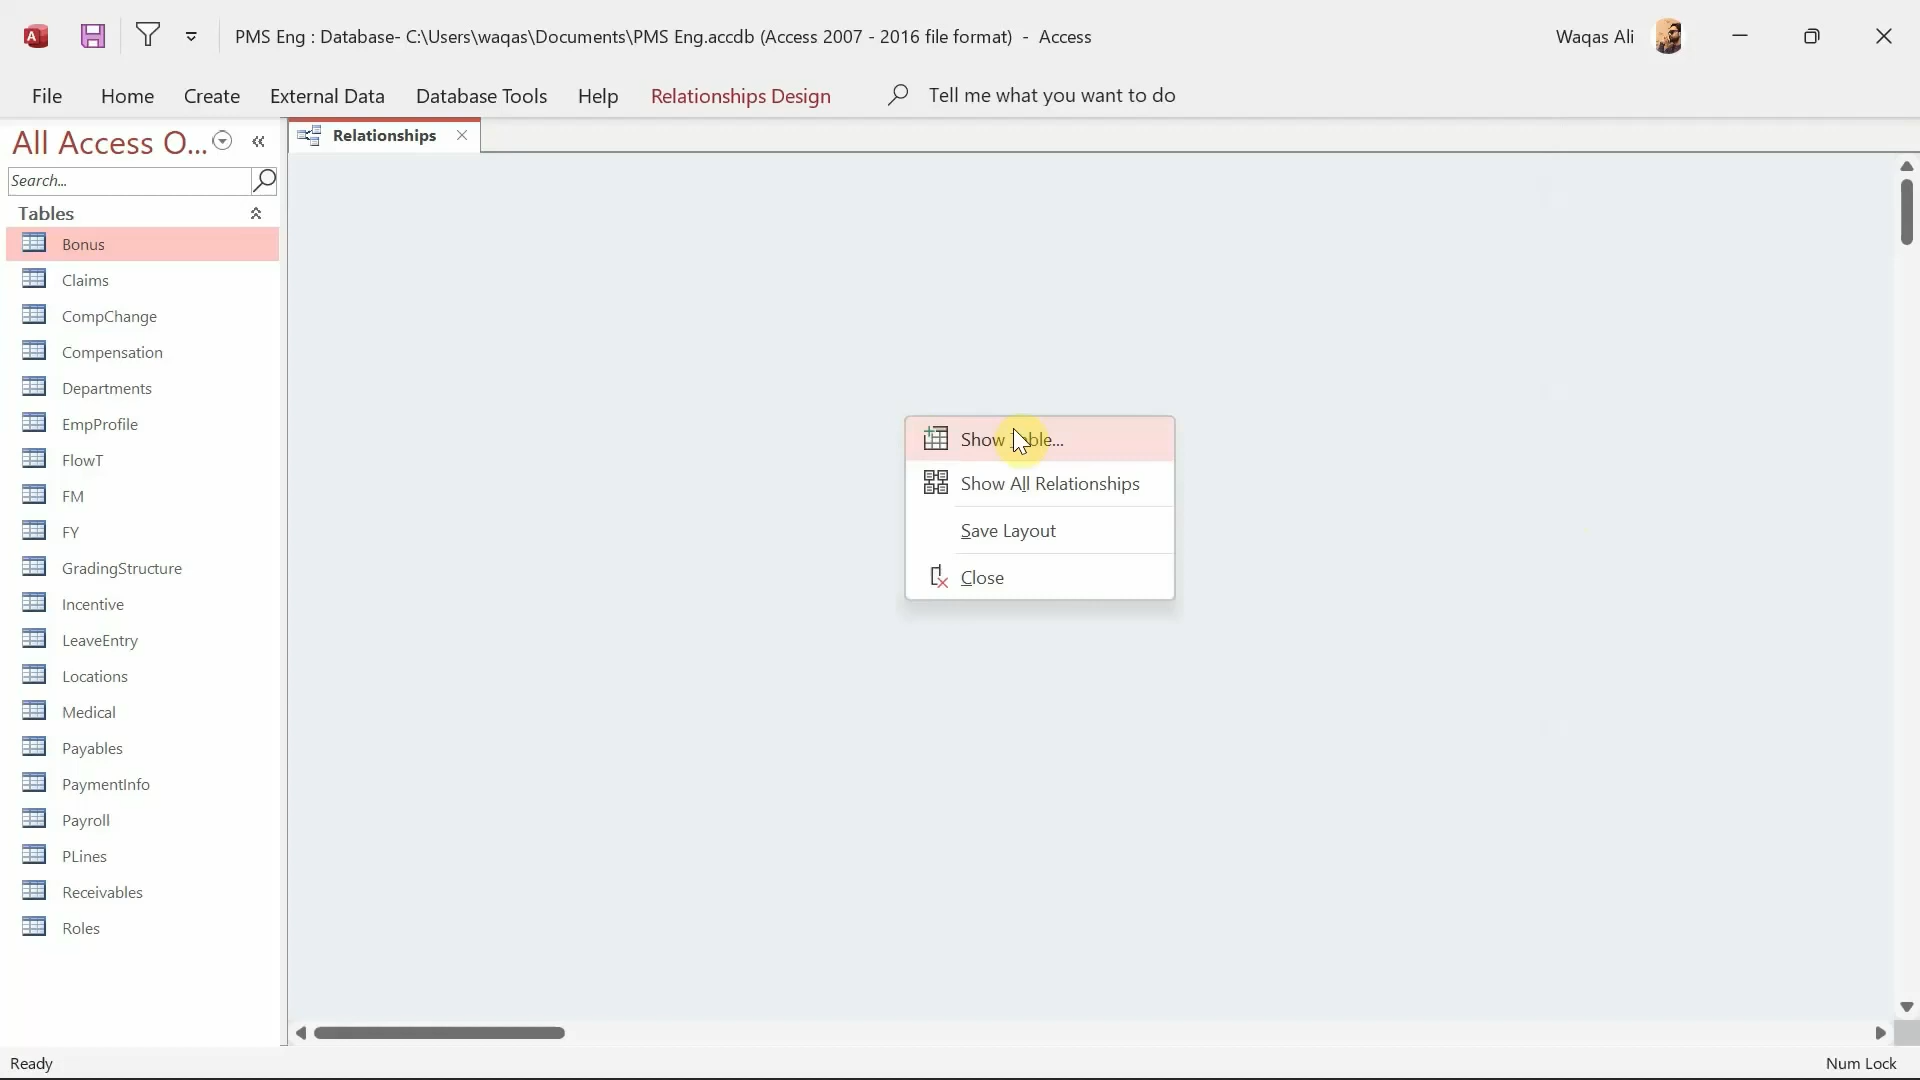 PMS Eng : Database- C:\Users\waqas\Documents\PMS Eng.accdb (Access 2007 - 2016 file format) - Access
Waqas Ali
File Home Create External Data Database Tools Help Relationships Design Tell me what you want to do
All Access O...
Relationships
Search...
Tables
Bonus
Claims
CompChange
Compensation
Departments
EmpProfile
FlowT
FM
FY
GradingStructure
Incentive
LeaveEntry
Locations
Medical
Payables
PaymentInfo
Payroll
PLines
Receivables
Roles
Show Table...
Show All Relationships
Save Layout
Close
Ready
Num Lock